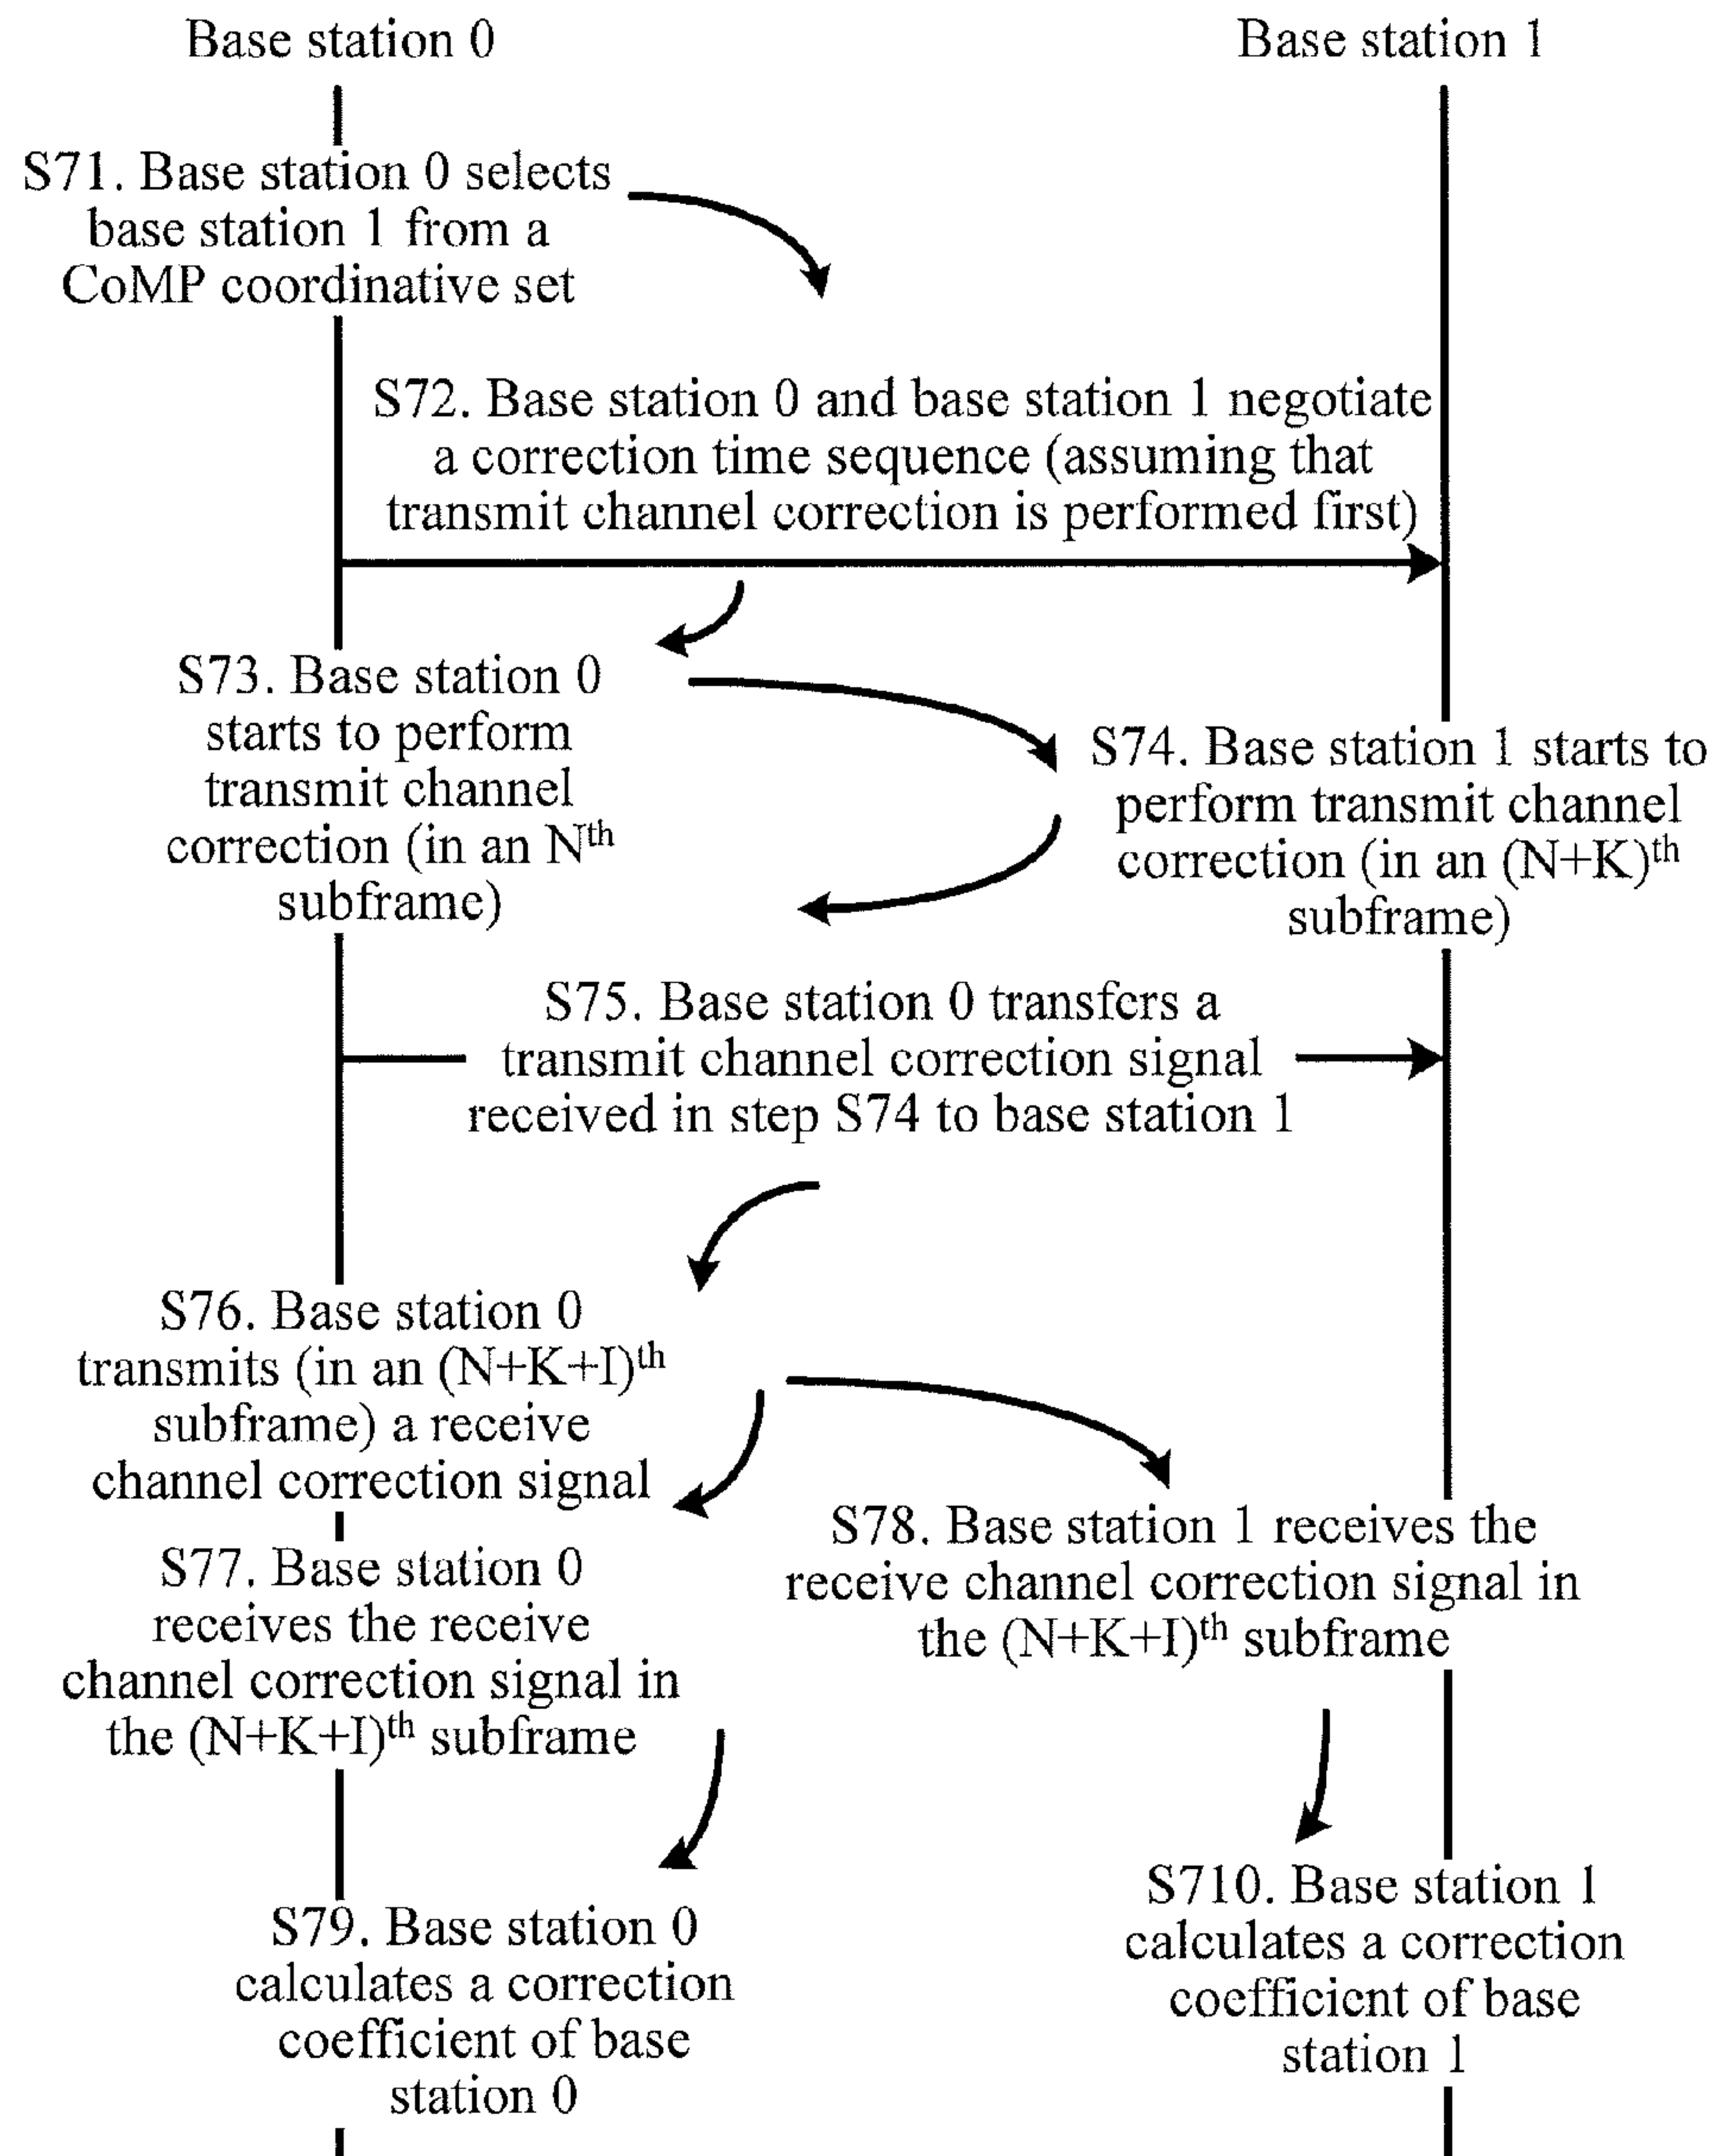 Base station 0
Base station 1
S71. Base station 0 selects
base station 1 from a
CoMP coordinative set
S72. Base station 0 and base station 1 negotiate
a correction time sequence (assuming that
transmit channel correction is performed first)
S73. Base station 0
starts to perform
transmit channel
correction (in an Nth
subframe)
S74. Base station 1 starts to
perform transmit channel
correction (in an (N+K)th
subframe)
S75. Base station 0 transfers a
transmit channel correction signal
received in step S74 to base station 1
S76. Base station 0
transmits (in an (N+K+I)th
subframe) a receive
channel correction signal
S77. Base station 0
receives the receive
channel correction signal in
the (N+K+I)th subframe
S78. Base station 1 receives the
receive channel correction signal in
the (N+K+I)th subframe
S79. Base station 0
calculates a correction
coefficient of base
station 0
S710. Base station 1
calculates a correction
coefficient of base
station 1